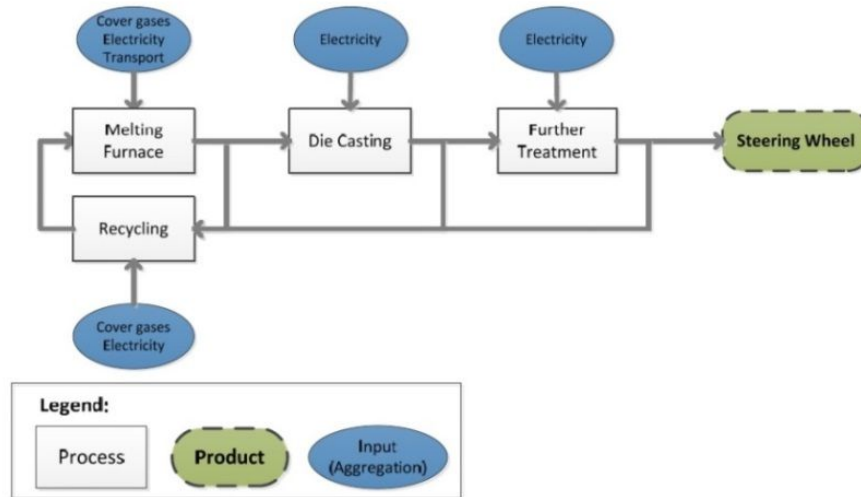 Cover gases
Electricity
Transport
Electricity
Electricity
Melting
Furnace
Die Casting
Further
Treatment
Steering Wheel
Recycling
Cover gases
Electricity
Legend:
Process
Product
Input
(Aggregation)